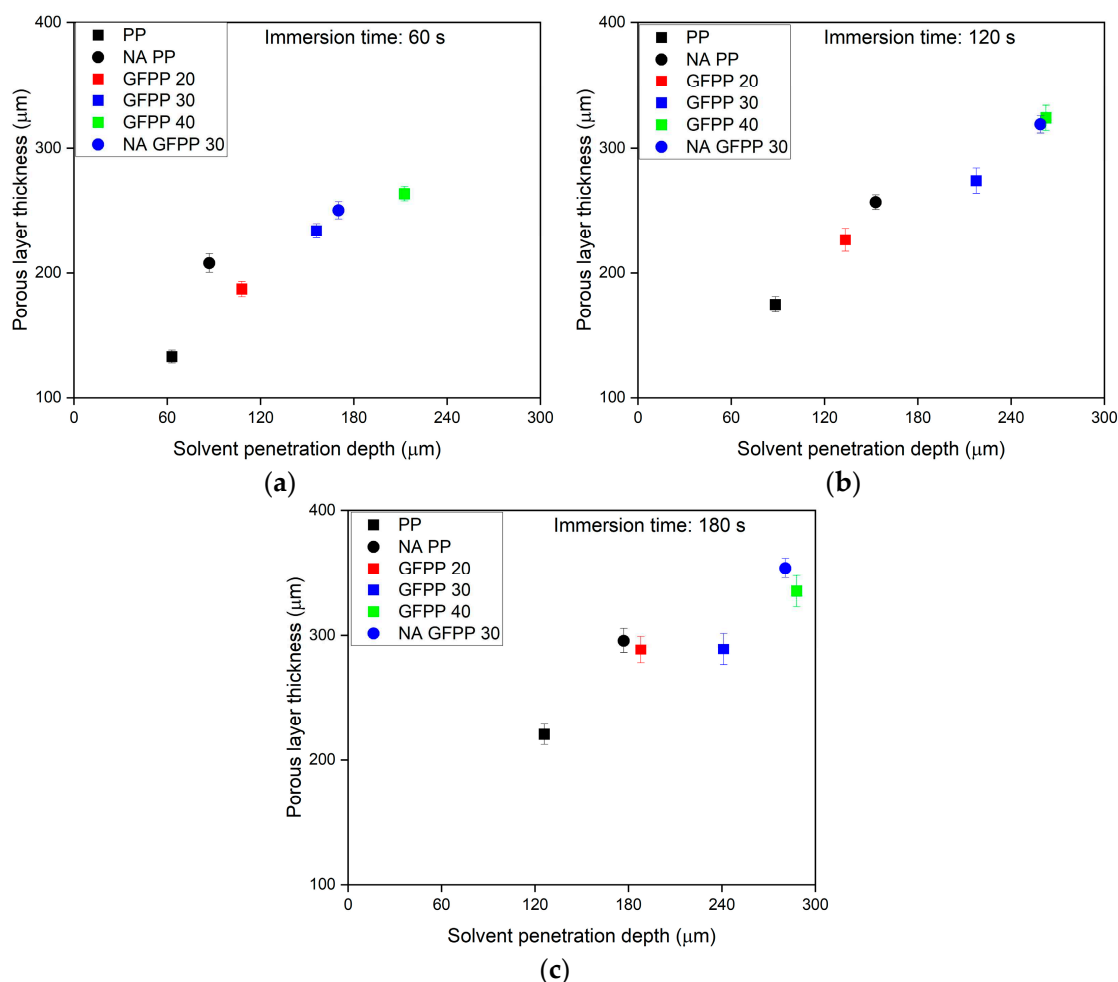 400
300
200
100
Porous layer thickness (μm)
Immersion time: 60 s
PP
NA PP
GFPP 20
GFPP 30
GFPP 40
NA GFPP 30
0 60 120 180 240 300
Solvent penetration depth (μm)
(a)
400
300
200
100
Porous layer thickness (μm)
Immersion time: 120 s
PP
NA PP
GFPP 20
GFPP 30
GFPP 40
NA GFPP 30
0 60 120 180 240 300
Solvent penetration depth (μm)
(b)
400
300
200
100
Porous layer thickness (μm)
Immersion time: 180 s
PP
NA PP
GFPP 20
GFPP 30
GFPP 40
NA GFPP 30
0 60 120 180 240 300
Solvent penetration depth (μm)
(c)